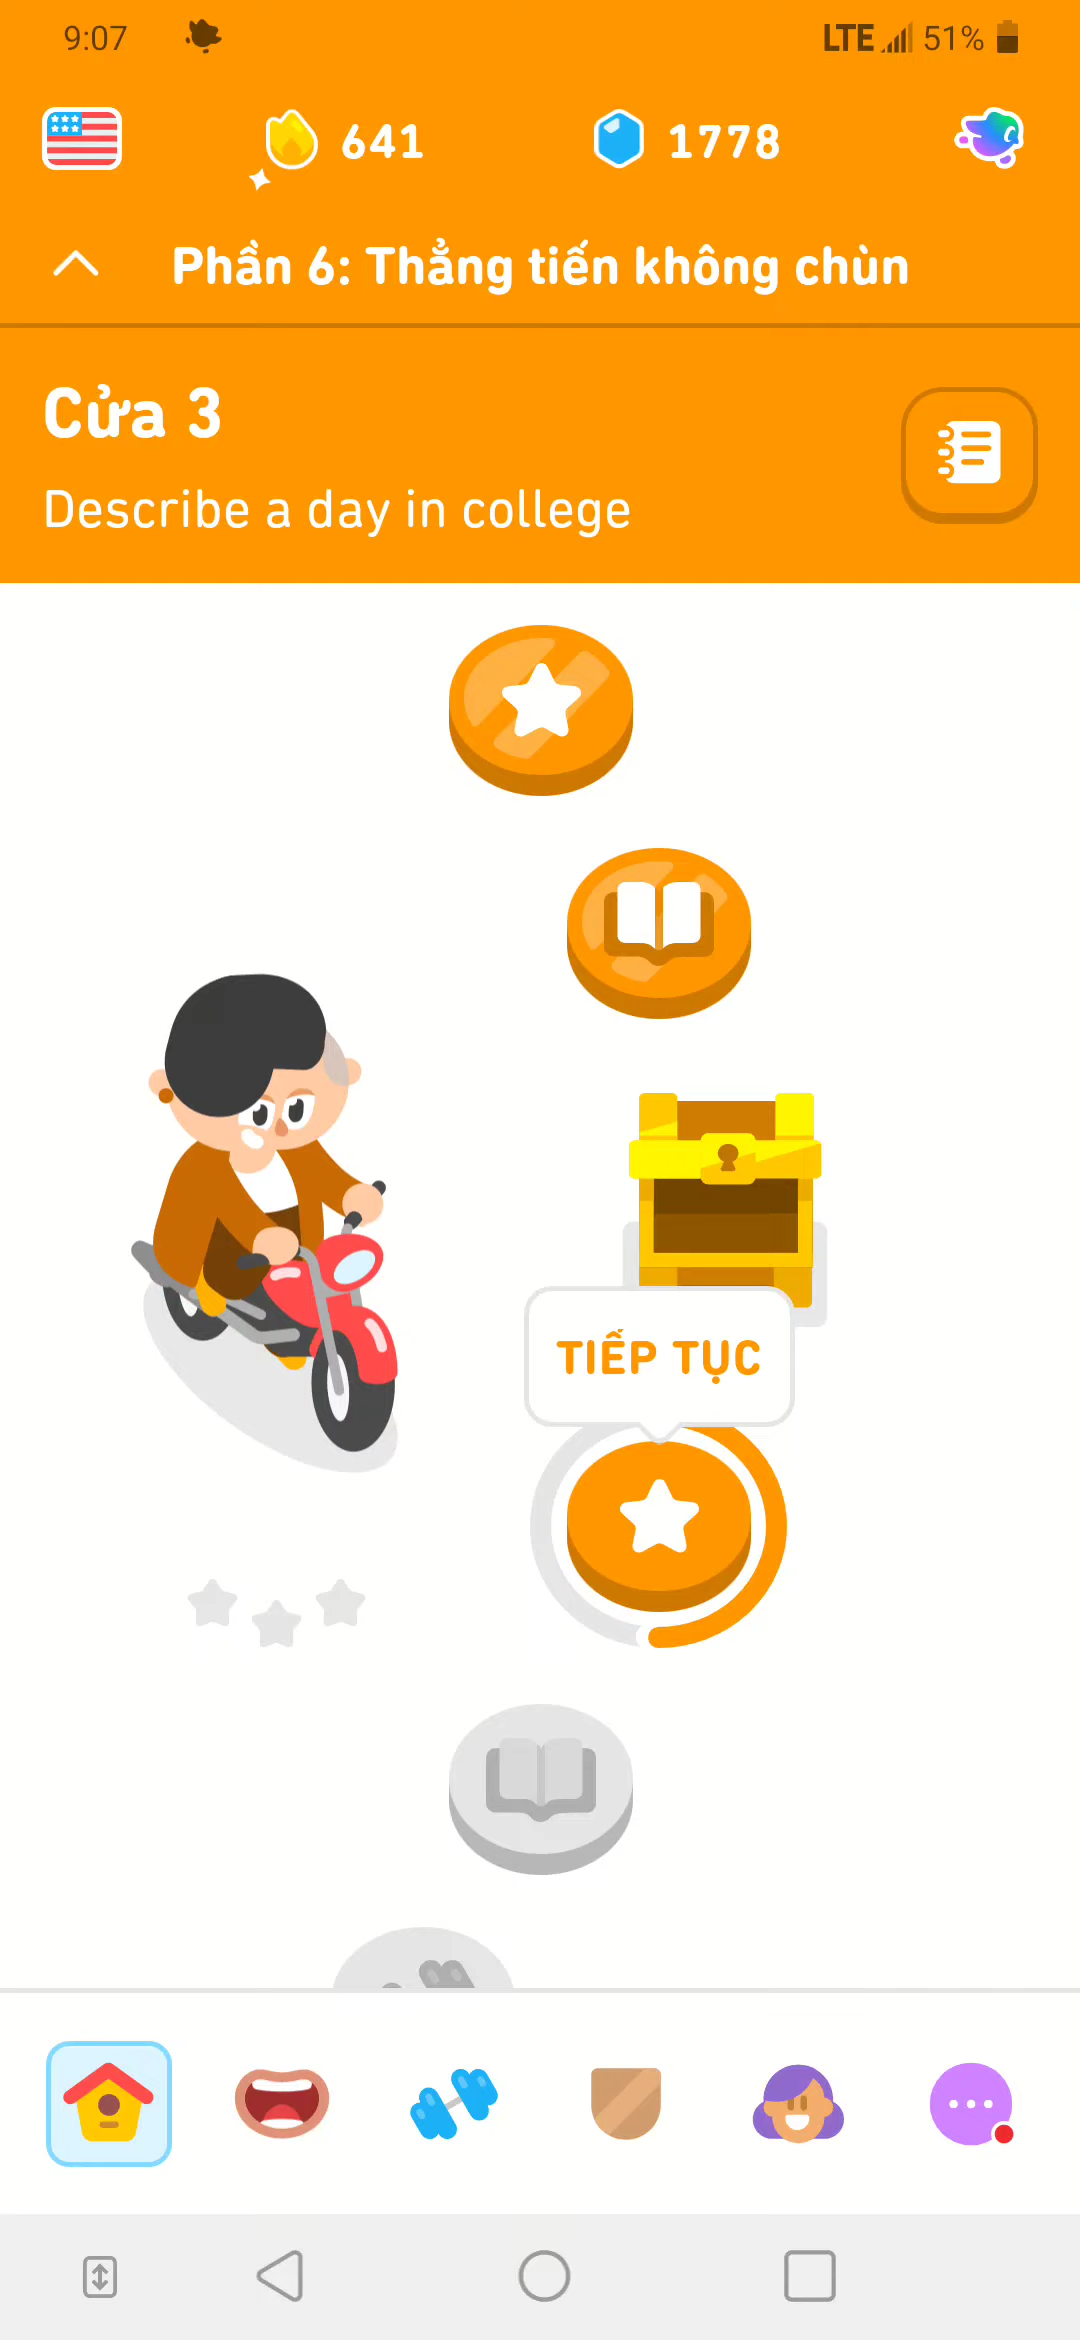 9:07 LTE 51%
641 1778
Phần 6: Thẳng tiến không chùn
Cửa 3
Describe a day in college
TIẾP TỤC